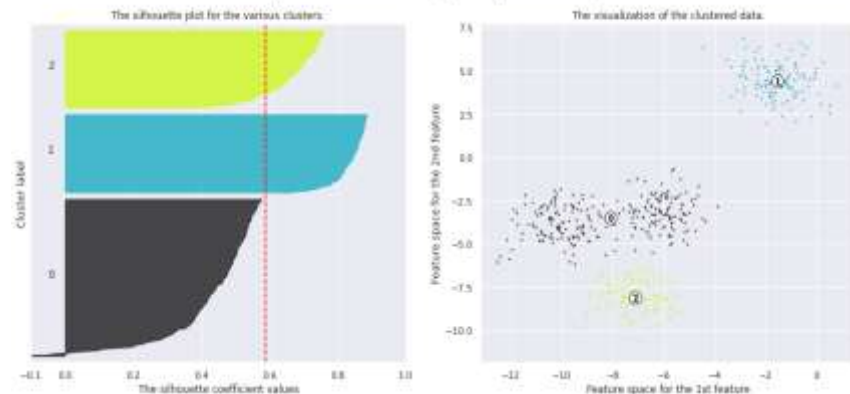 The silhouette plot for the various clusters.
Cluster label
2
1
0
-0.1 0.0 0.2 0.4 0.6 0.8 1.0
The silhouette coefficient values
The visualization of the clustered data.
Feature space for the 2nd feature
7.5
5.0
2.5
0.0
−2.5
−5.0
−7.5
−10.0
1
0
2
−12 −10 −8 −6 −4 −2 0
Feature space for the 1st feature